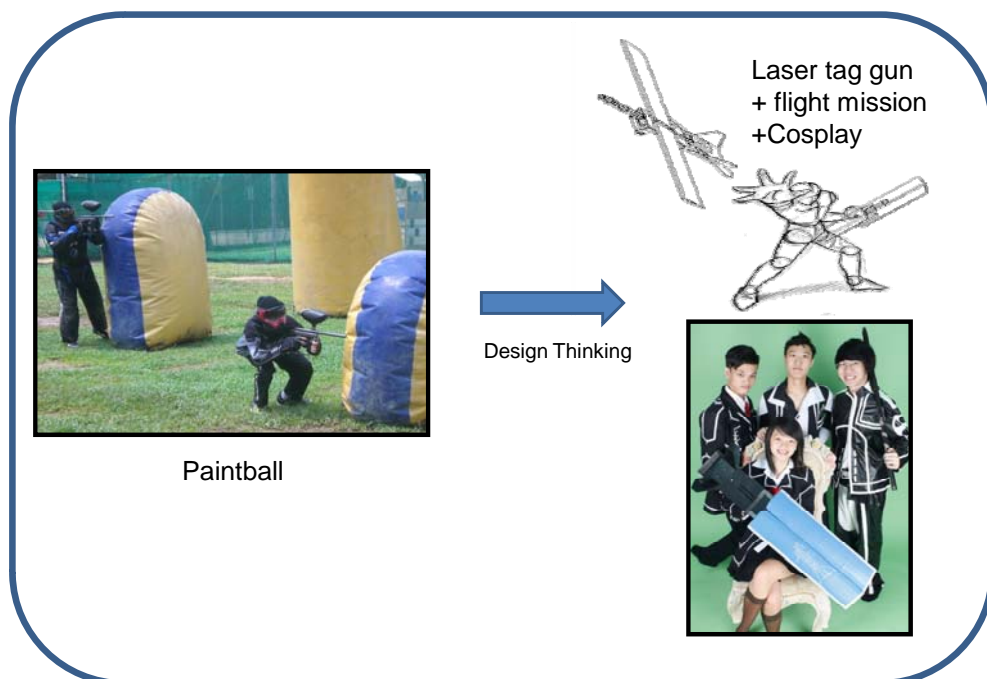 Laser tag gun
+ flight mission
+Cosplay
Design Thinking
Paintball